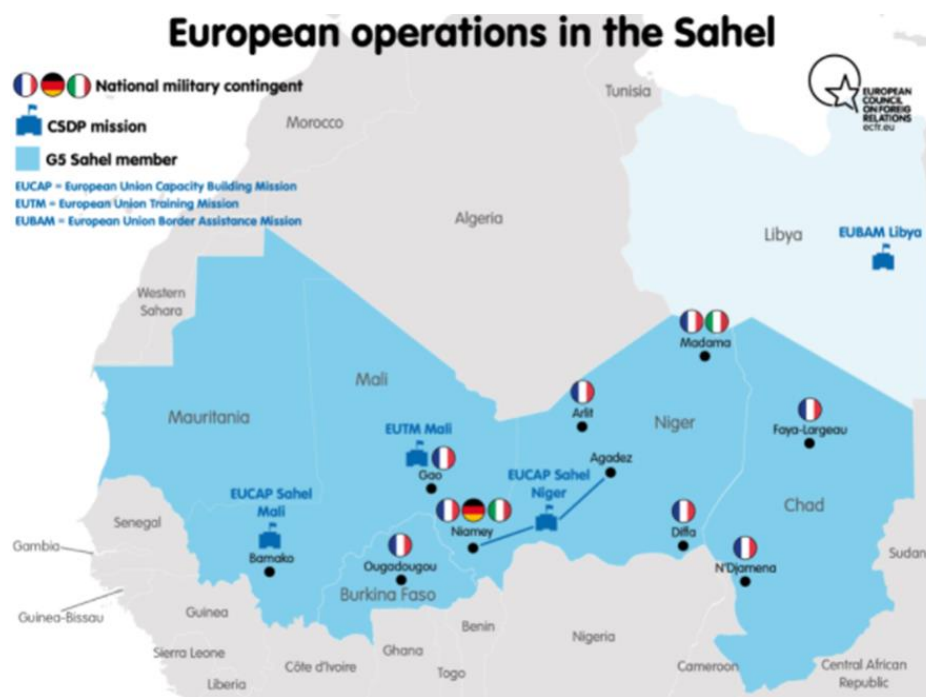 European operations in the Sahel
National military contingent
CSDP mission
G5 Sahel member
EUCAP = European Union Capacity Building Mission
EUTM = European Union Training Mission
EUBAM = European Union Border Assistance Mission
EUROPEAN
COUNCIL
ON FOREIG
RELATIONS
ecfr.eu
Tunisia
Morocco
Algeria
Libya
EUBAM Libya
Western
Sahara
Madama
Mali
Mauritania
Arlit
Niger
Faya-Largeau
EUTM Mali
Gao
Agadez
EUCAP Sahel
Niger
EUCAP Sahel
Mali
Chad
Senegal
Niamey
Diffa
Gambia
Bamako
Ougadougou
N'Djamena
Sudan
Burkina Faso
Guinea-Bissau
Guinea
Benin
Nigeria
Sierra Leone
Ghana
Côte d'Ivoire
Togo
Cameroon
Central African
Republic
Liberia